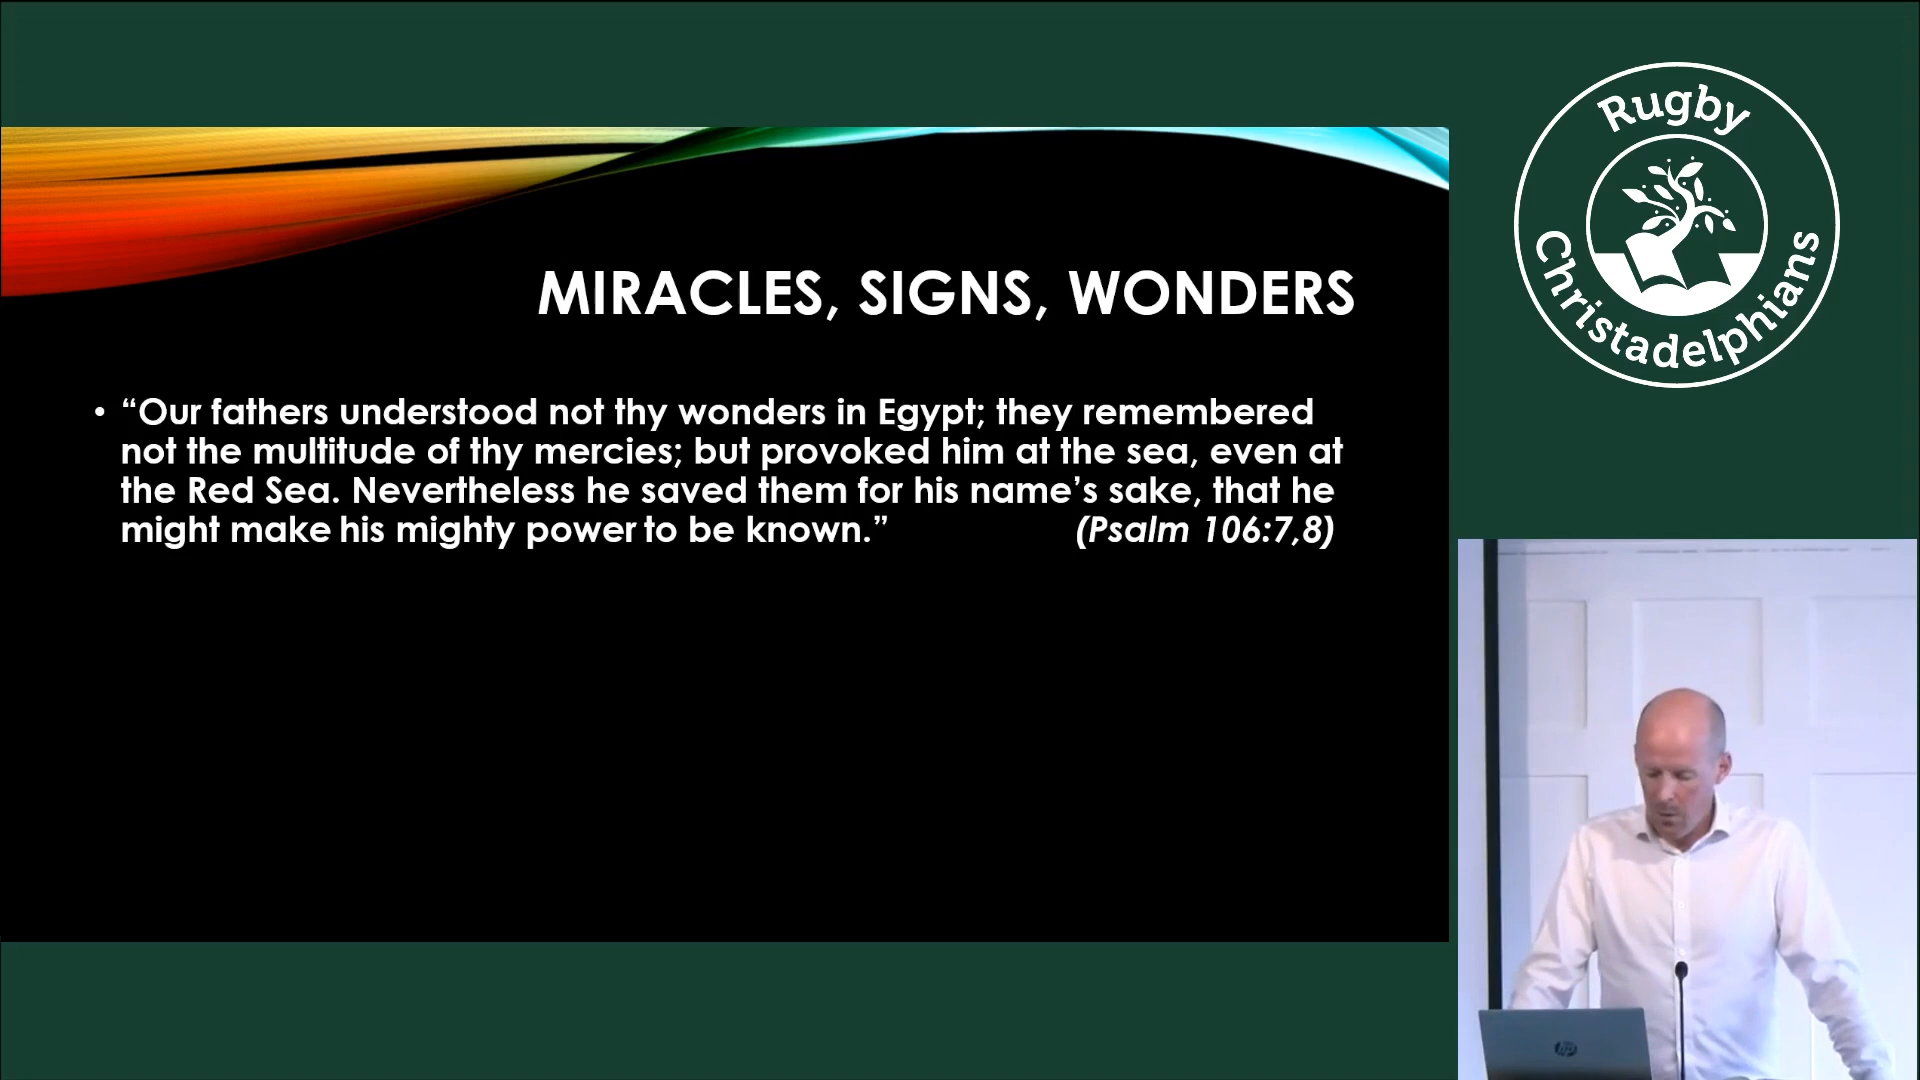 Rugby
Christadelphians
MIRACLES, SIGNS, WONDERS
• “Our fathers understood not thy wonders in Egypt; they remembered
not the multitude of thy mercies; but provoked him at the sea, even at
the Red Sea. Nevertheless he saved them for his name’s sake, that he
might make his mighty power to be known.” (Psalm 106:7,8)
hp